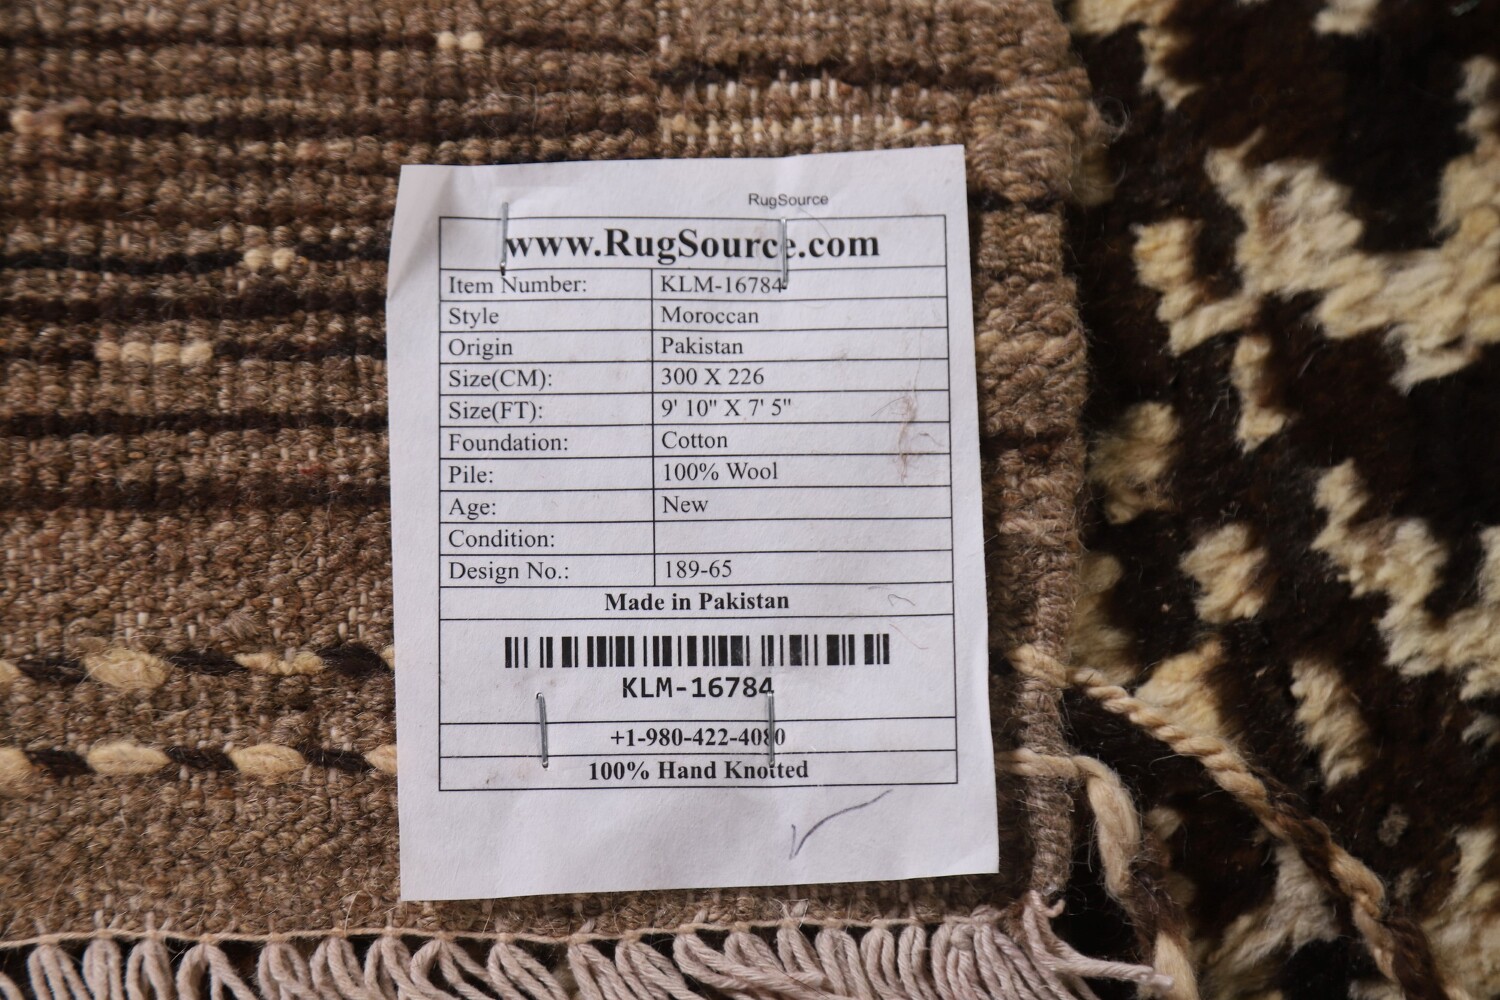 RugSource
www.RugSource.com
Item Number: KLM-16784
Style Moroccan
Origin Pakistan
Size(CM): 300 X 226
Size(FT): 9' 10" X 7' 5"
Foundation: Cotton
Pile: 100% Wool
Age: New
Condition:
Design No.: 189-65
Made in Pakistan
KLM-16784
+1-980-422-4080
100% Hand Knotted